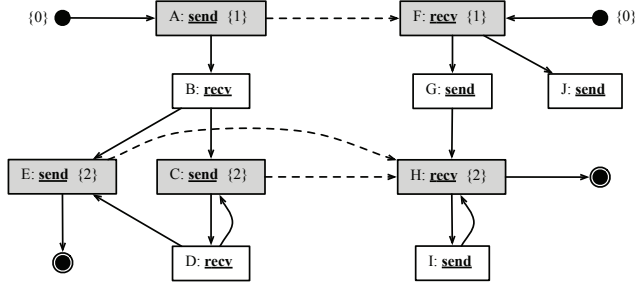 {0} A: send {1} F: recv {1} {0}
B: recv G: send J: send
E: send {2} C: send {2} H: recv {2}
D: recv I: send